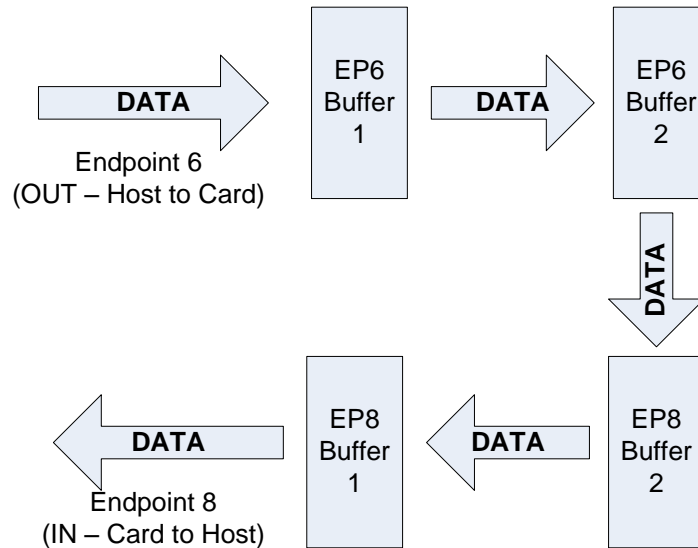 DATA
Endpoint 6
(OUT – Host to Card)
EP6
Buffer
1
DATA
EP6
Buffer
2
DATA
EP8
Buffer
2
DATA
EP8
Buffer
1
DATA
Endpoint 8
(IN – Card to Host)